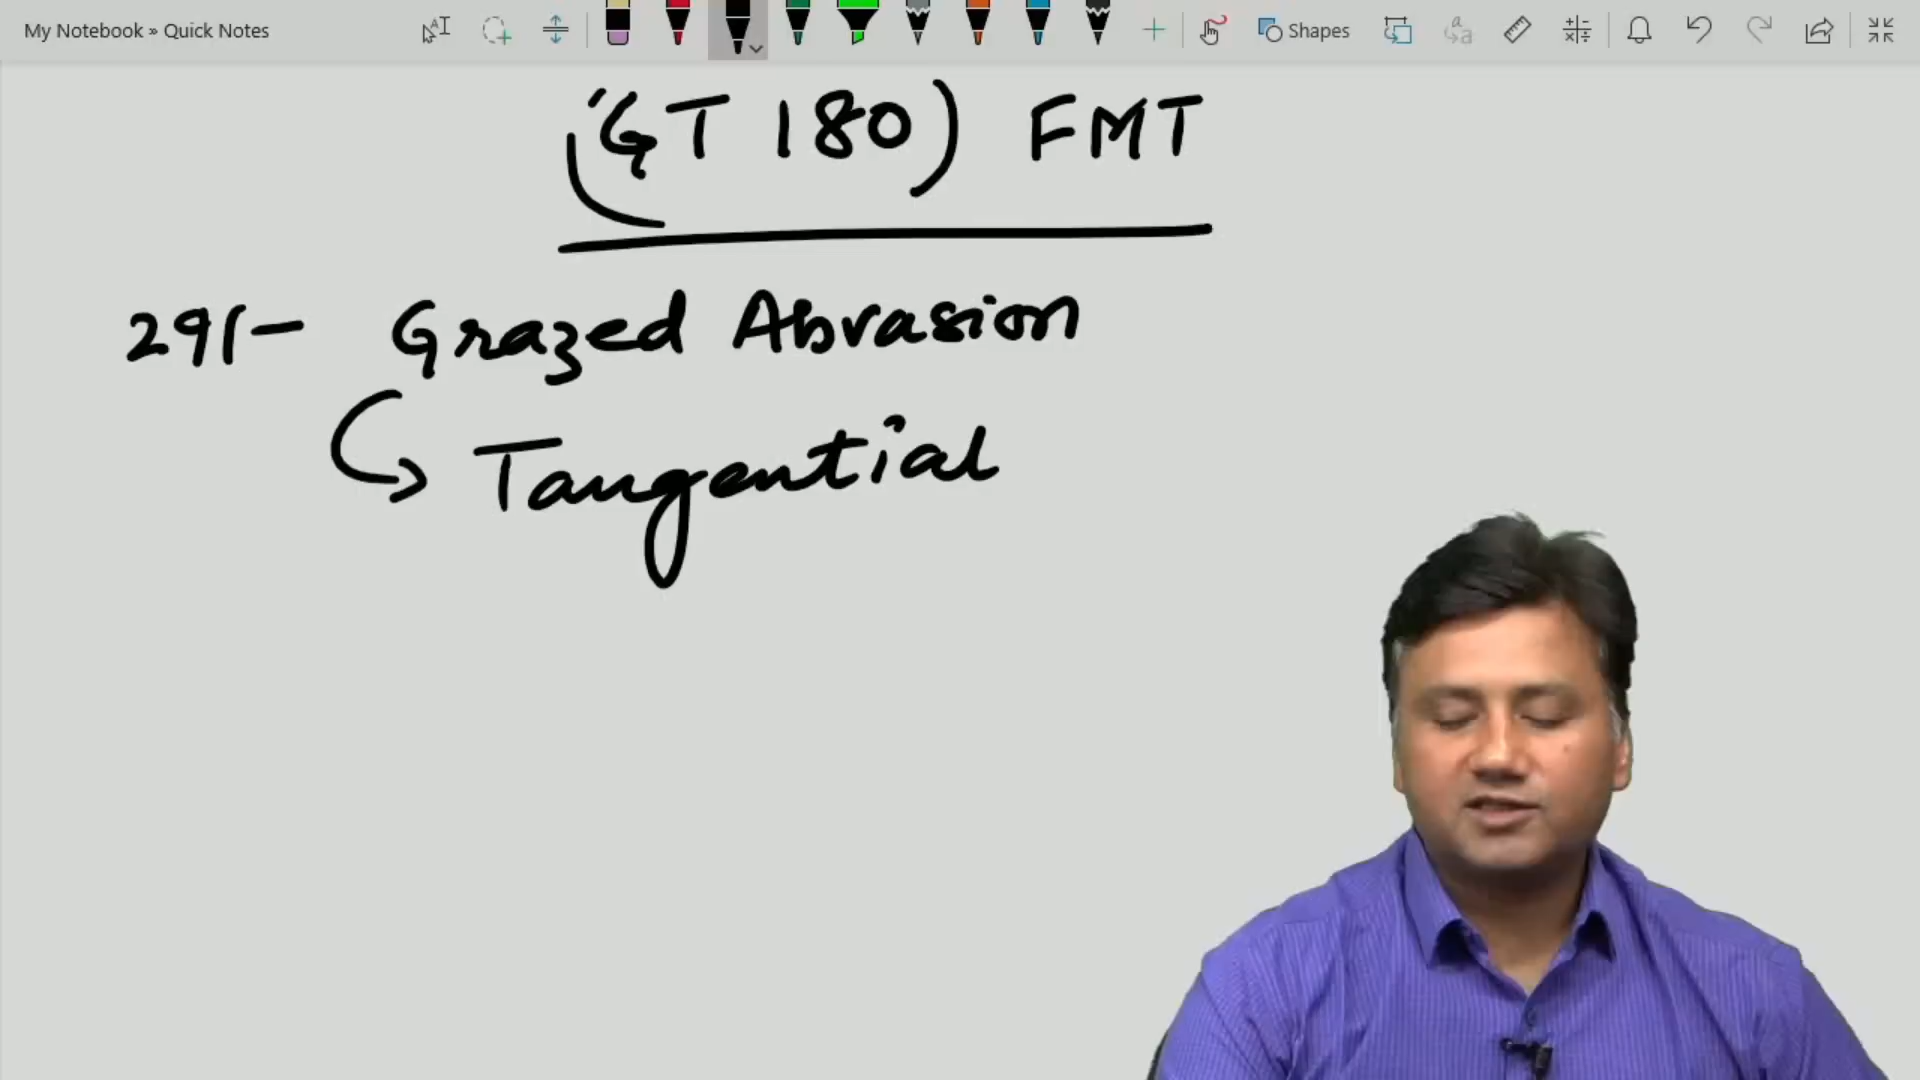 My Notebook » Quick Notes
Shapes
(GT 180) FMT
291- Grazed Abrasion
Tangential